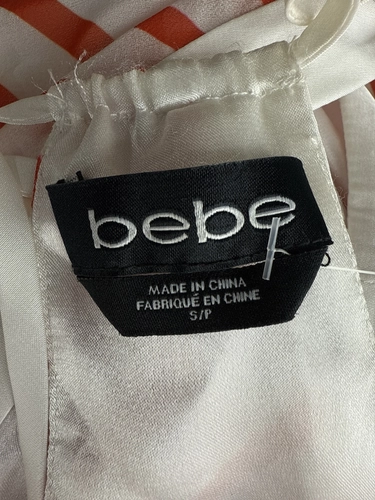 bebe
MADE IN CHINA
FABRIQUÉ EN CHINE
S/P